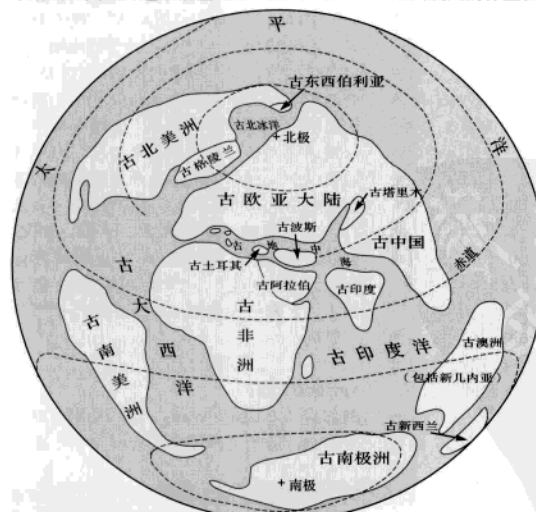 太平洋
古东西伯利亚
古北冰洋
+北极
古北美洲
古格陵兰
古欧亚大陆
古塔里木
古波斯
古中国
古地中海
古土耳其
古阿拉伯
古印度
赤道
古大西洋
古非洲
古南美洲
古印度洋
古澳洲
(包括新几内亚)
古新西兰
古南极洲
+南极